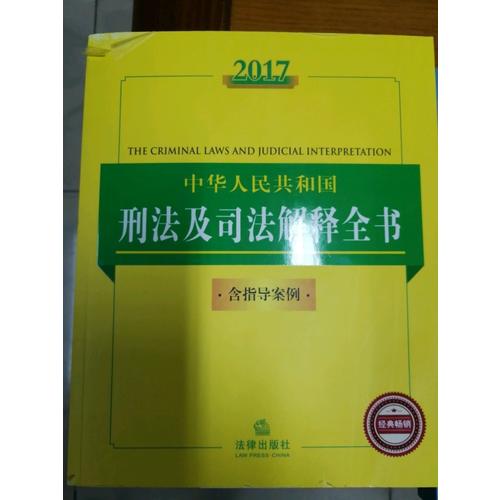 2017
THE CRIMINAL LAWS AND JUDICIAL INTERPRETATION
中华人民共和国
刑法及司法解释全书
·含指导案例·
经典畅销
法律出版社
LAW PRESS·CHINA